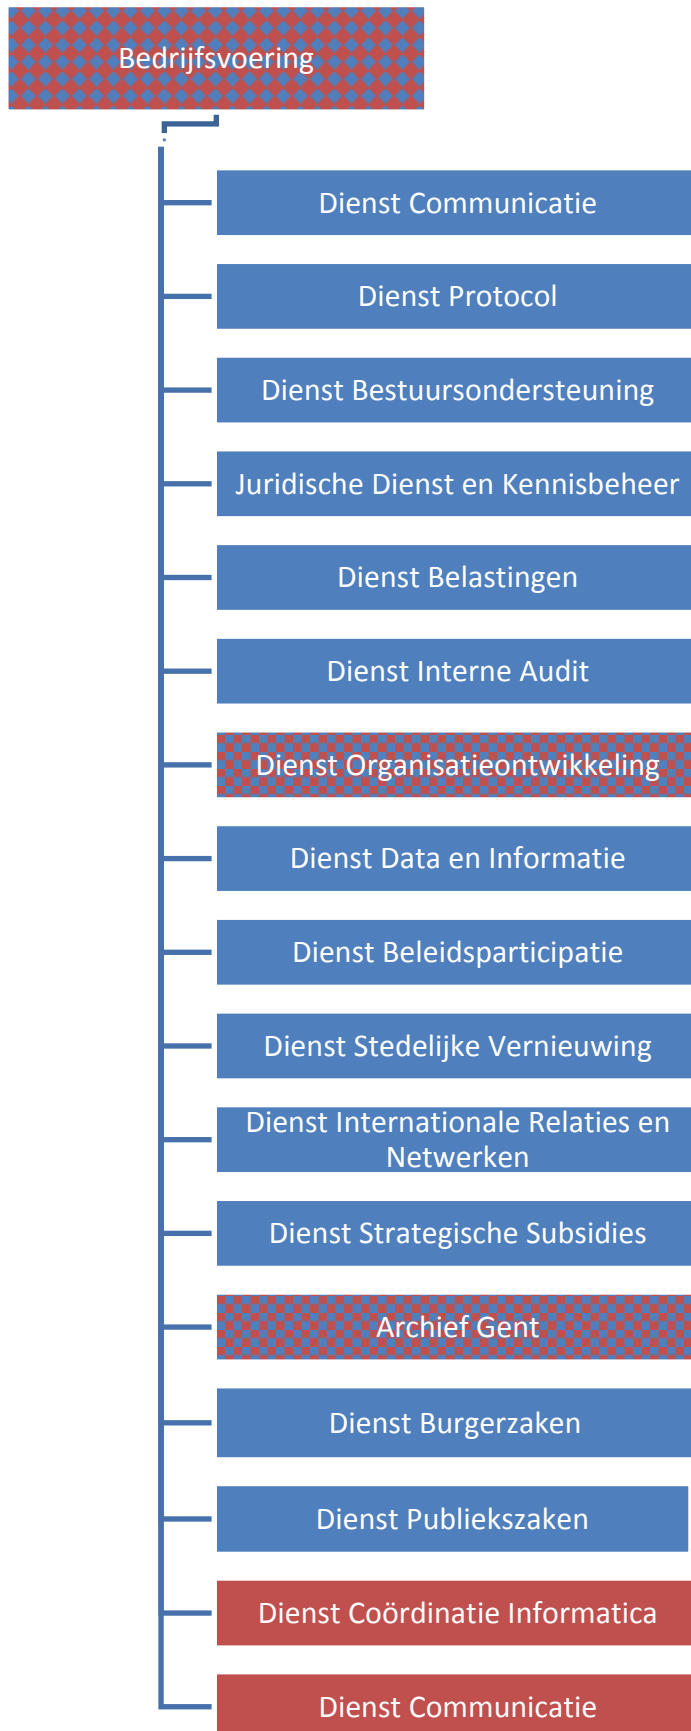 Bedrijfsvoering
Dienst Communicatie
Dienst Protocol
Dienst Bestuursondersteuning
Juridische Dienst en Kennisbeheer
Dienst Belastingen
Dienst Interne Audit
Dienst Organisatieontwikkeling
Dienst Data en Informatie
Dienst Beleidsparticipatie
Dienst Stedelijke Vernieuwing
Dienst Internationale Relaties en
Netwerken
Dienst Strategische Subsidies
Archief Gent
Dienst Burgerzaken
Dienst Publiekszaken
Dienst Coördinatie Informatica
Dienst Communicatie